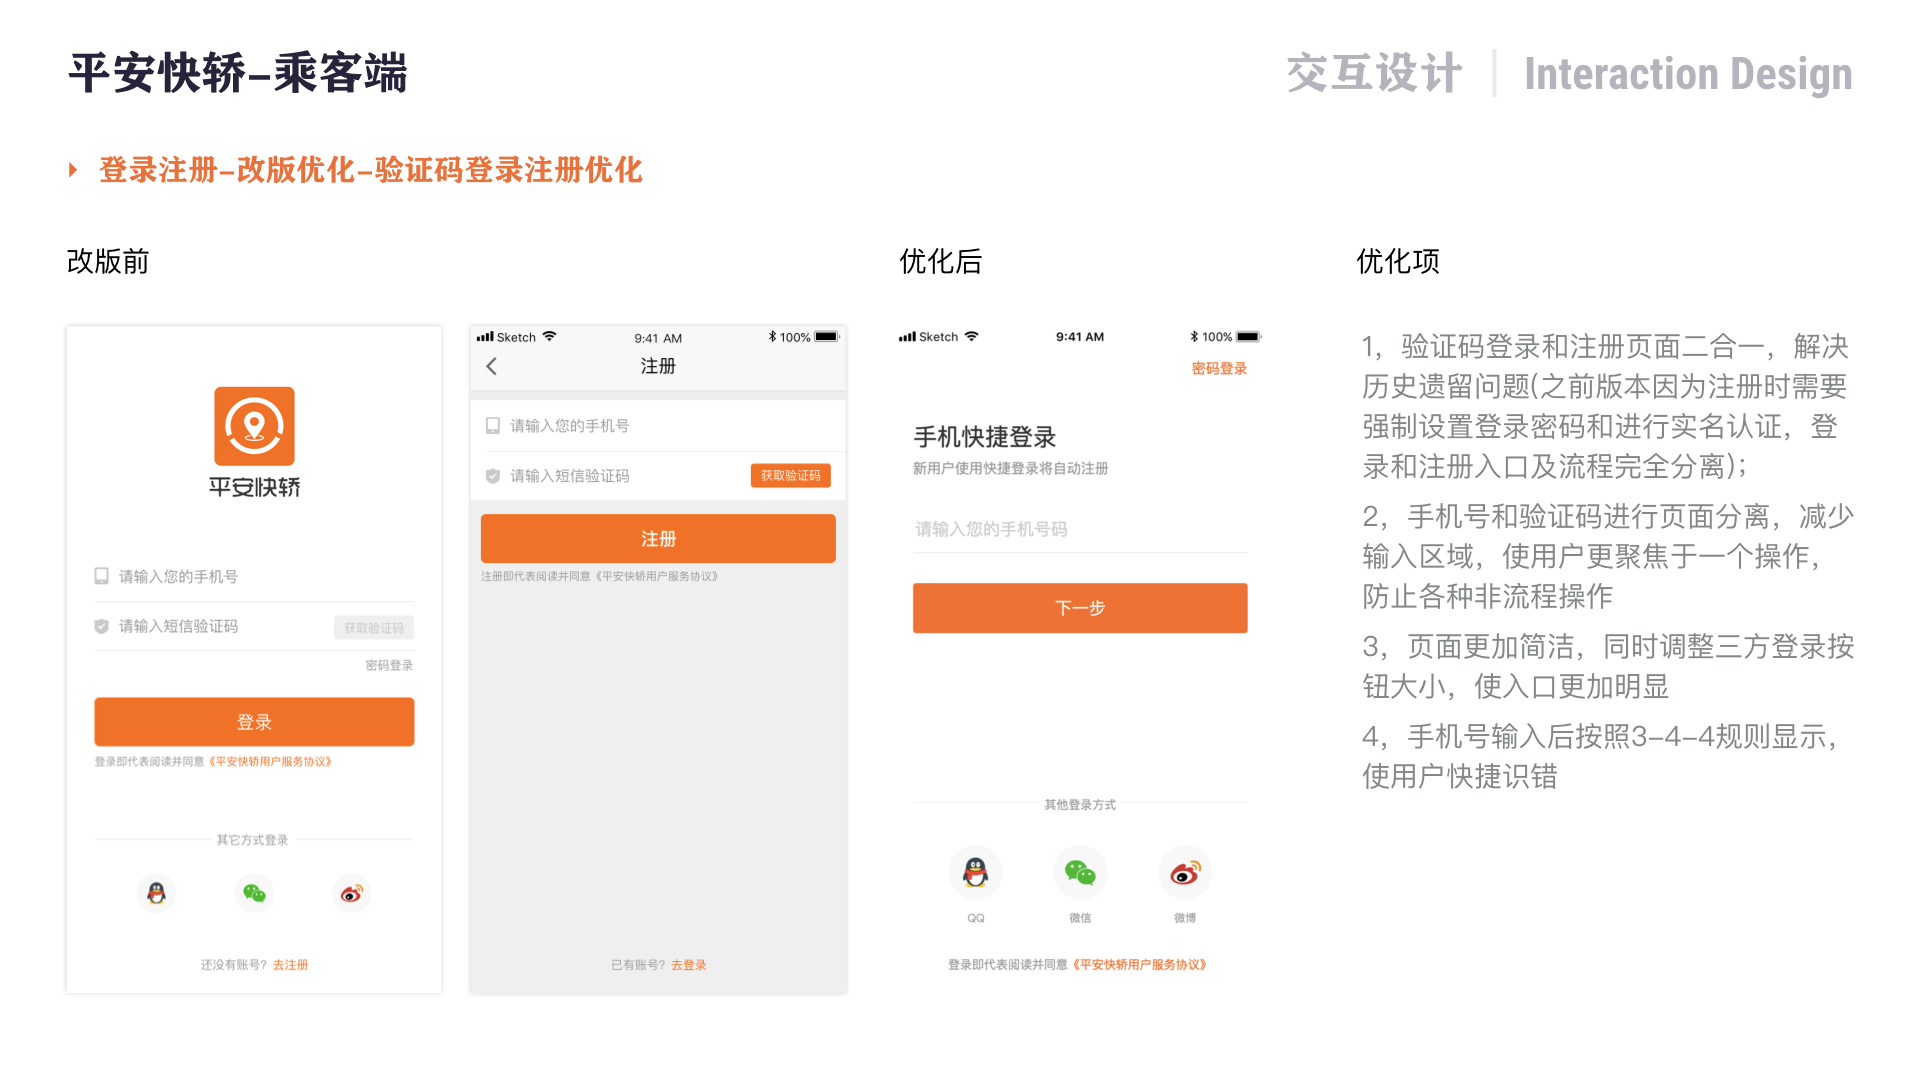 平安快轿–乘客端
交互设计 | Interaction Design
登录注册–改版优化–验证码登录注册优化
改版前
平安快轿
请输入您的手机号
请输入短信验证码
获取验证码
密码登录
登录
登录即代表阅读并同意《平安快轿用户服务协议》
其它方式登录
还没有账号? 去注册
Sketch
9:41 AM
100%
注册
请输入您的手机号
请输入短信验证码
获取验证码
注册
注册即代表阅读并同意《平安快轿用户服务协议》
已有账号? 去登录
优化后
Sketch
9:41 AM
100%
密码登录
手机快捷登录
新用户使用快捷登录将自动注册
请输入您的手机号码
下一步
其他登录方式
QQ
微信
微博
登录即代表阅读并同意《平安快轿用户服务协议》
优化项
1，验证码登录和注册页面二合一，解决
历史遗留问题(之前版本因为注册时需要
强制设置登录密码和进行实名认证，登
录和注册入口及流程完全分离)；
2，手机号和验证码进行页面分离，减少
输入区域，使用户更聚焦于一个操作，
防止各种非流程操作
3，页面更加简洁，同时调整三方登录按
钮大小，使入口更加明显
4，手机号输入后按照3–4–4规则显示，
使用户快捷识错